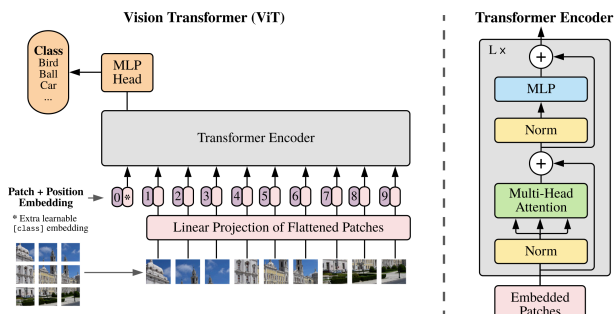 Vision Transformer (ViT)
Class
Bird
Ball
Car
...
MLP
Head
Transformer Encoder
Patch + Position
Embedding
0 * 1 2 3 4 5 6 7 8 9
* Extra learnable
[class] embedding
Linear Projection of Flattened Patches
Transformer Encoder
L x
+
MLP
Norm
+
Multi-Head
Attention
Norm
Embedded
Patches